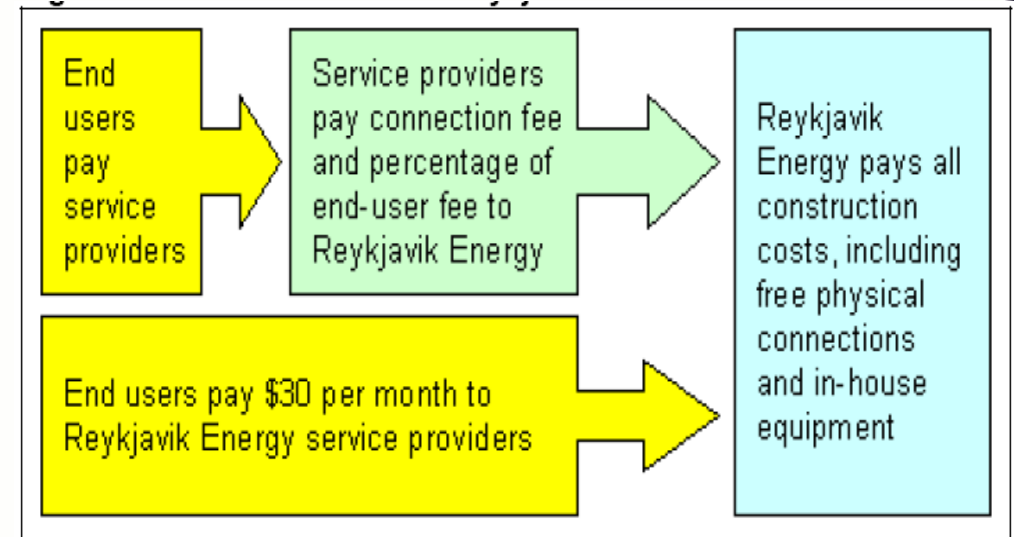 End
users
pay
service
providers
Service providers
pay connection fee
and percentage of
end-user fee to
Reykjavik Energy
End users pay $30 per month to
Reykjavik Energy service providers
Reykjavik
Energy pays all
construction
costs, including
free physical
connections
and in-house
equipment